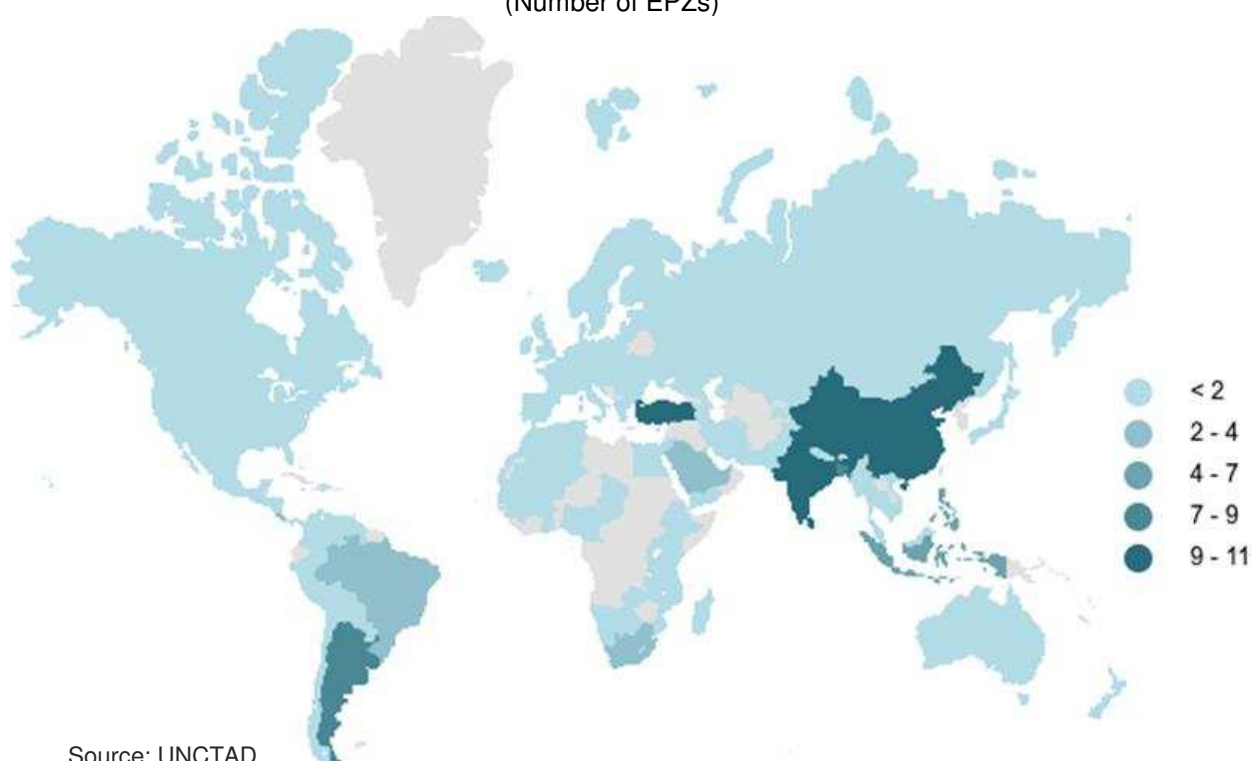 (Number of EPZs)
< 2
2 - 4
4 - 7
7 - 9
9 - 11
Source: UNCTAD